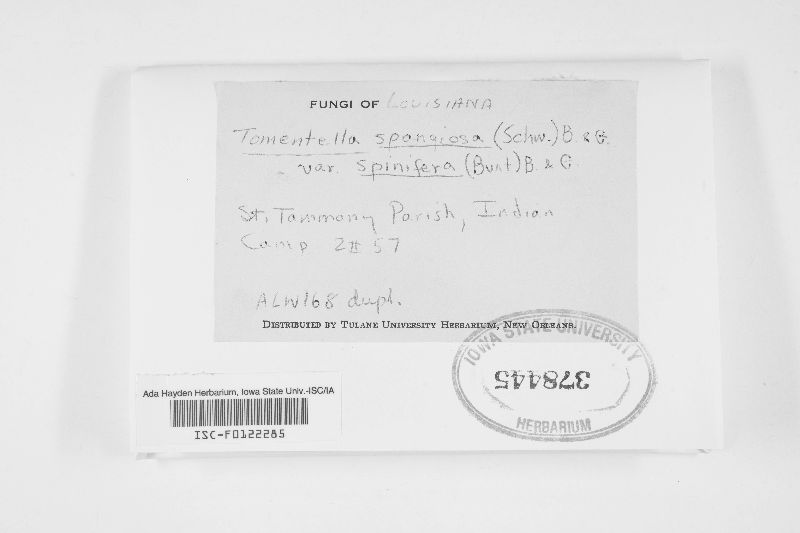 FUNGI OF LOUISIANA
Tomentella spongiosa (Schw.) B. & G.
var. spinifera (Burt) B. & G.
St. Tammany Parish, Indian
Camp 2 II 57
ALW 168 dupl.
DISTRIBUTED BY TULANE UNIVERSITY HERBARIUM, NEW ORLEANS.
IOWA STATE UNIVERSITY
378445
HERBARIUM
Ada Hayden Herbarium, Iowa State Univ.-ISC/IA
ISC-F0122285